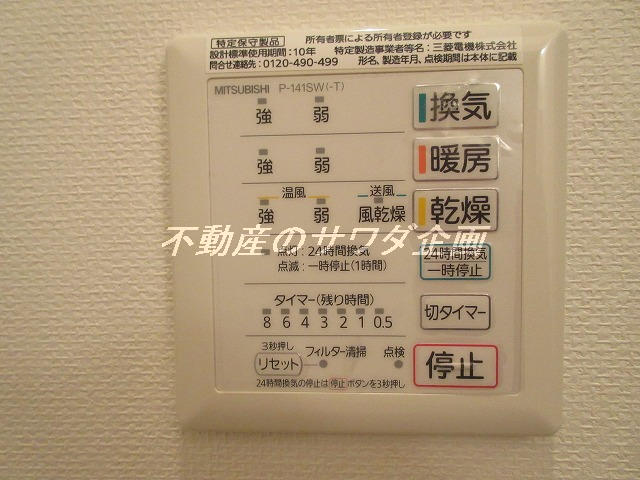 特定保守製品 所有者票による所有者登録が必要です
設計標準使用期間:10年 特定製造事業者等名:三菱電機株式会社
問合せ連絡先:0120-490-499 形名、製造年月、点検期間は本体に記載
MITSUBISHI P-141SW(-T)
強 弱 換気
強 弱 暖房
温風 送風
強 弱 風乾燥 乾燥
不動産のサワダ企画
点灯:24時間換気
点滅:一時停止(1時間)
24時間換気
一時停止
タイマー(残り時間)
8 6 4 3 2 1 0.5
切タイマー
3秒押し
リセット フィルター清掃 点検
停止
24時間換気の停止は停止ボタンを3秒押し